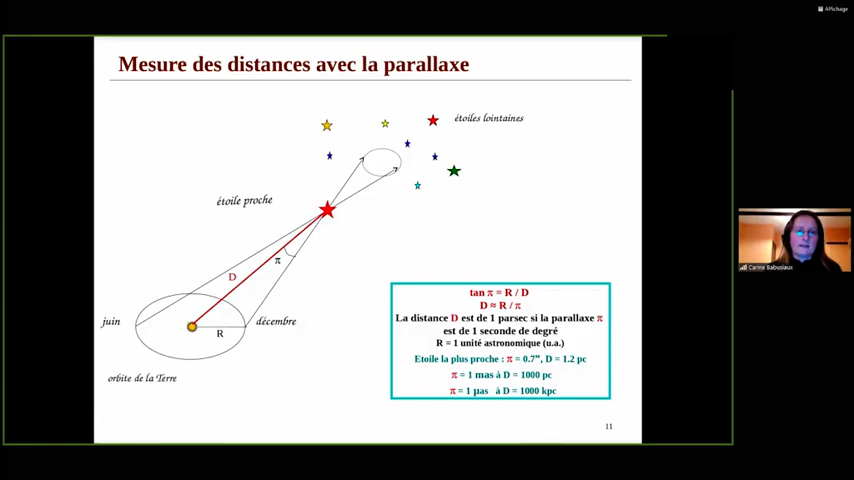 Affichage
Mesure des distances avec la parallaxe
étoiles lointaines
étoile proche
π
D
juin
décembre
R
orbite de la Terre
tan π = R / D
D ≈ R / π
La distance D est de 1 parsec si la parallaxe π
est de 1 seconde de degré
R = 1 unité astronomique (u.a.)
Etoile la plus proche : π = 0.7”, D = 1.2 pc
π = 1 mas à D = 1000 pc
π = 1 μas à D = 1000 kpc
11
Carine Babusiaux